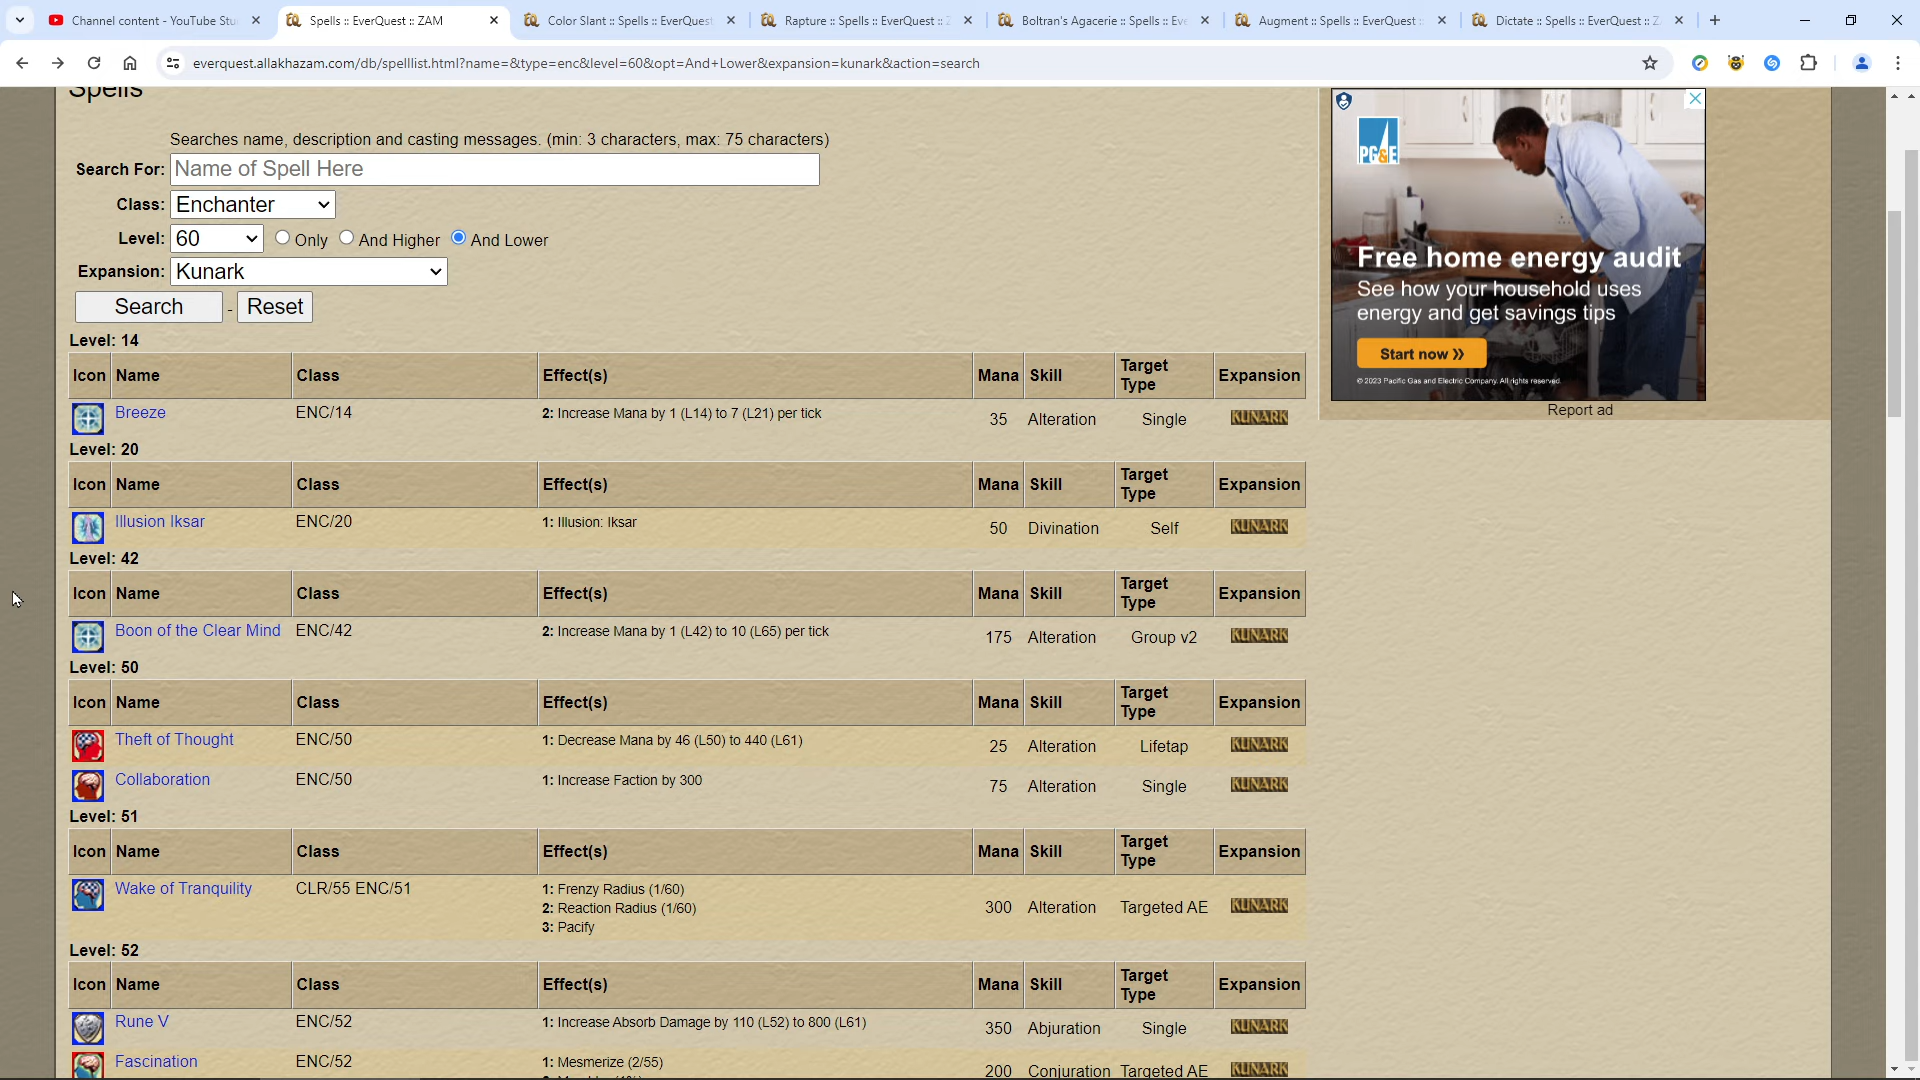 Channel content - YouTube Stu
Spells :: EverQuest :: ZAM
Color Slant :: Spells :: EverQuest
Rapture :: Spells :: EverQuest ::
Boltran's Agacerie :: Spells :: Eve
Augment :: Spells :: EverQuest ::
Dictate :: Spells :: EverQuest :: Z
everquest.allakhazam.com/db/spelllist.html?name=&type=enc&level=60&opt=And+Lower&expansion=kunark&action=search
Spells
Searches name, description and casting messages. (min: 3 characters, max: 75 characters)
Search For: Name of Spell Here
Class: Enchanter
Level: 60 Only And Higher And Lower
Expansion: Kunark
Search - Reset
Level: 14
Icon Name Class Effect(s) Mana Skill Target Type Expansion
Breeze ENC/14 2: Increase Mana by 1 (L14) to 7 (L21) per tick 35 Alteration Single KUNARK
Level: 20
Icon Name Class Effect(s) Mana Skill Target Type Expansion
Illusion Iksar ENC/20 1: Illusion: Iksar 50 Divination Self KUNARK
Level: 42
Icon Name Class Effect(s) Mana Skill Target Type Expansion
Boon of the Clear Mind ENC/42 2: Increase Mana by 1 (L42) to 10 (L65) per tick 175 Alteration Group v2 KUNARK
Level: 50
Icon Name Class Effect(s) Mana Skill Target Type Expansion
Theft of Thought ENC/50 1: Decrease Mana by 46 (L50) to 440 (L61) 25 Alteration Lifetap KUNARK
Collaboration ENC/50 1: Increase Faction by 300 75 Alteration Single KUNARK
Level: 51
Icon Name Class Effect(s) Mana Skill Target Type Expansion
Wake of Tranquility CLR/55 ENC/51 1: Frenzy Radius (1/60)
2: Reaction Radius (1/60) 300 Alteration Targeted AE KUNARK
3: Pacify
Level: 52
Icon Name Class Effect(s) Mana Skill Target Type Expansion
Rune V ENC/52 1: Increase Absorb Damage by 110 (L52) to 800 (L61) 350 Abjuration Single KUNARK
Fascination ENC/52 1: Mesmerize (2/55) 200 Conjuration Targeted AE KUNARK
PG&E
Free home energy audit
See how your household uses
energy and get savings tips
Start now »
© 2023 Pacific Gas and Electric Company. All rights reserved.
Report ad